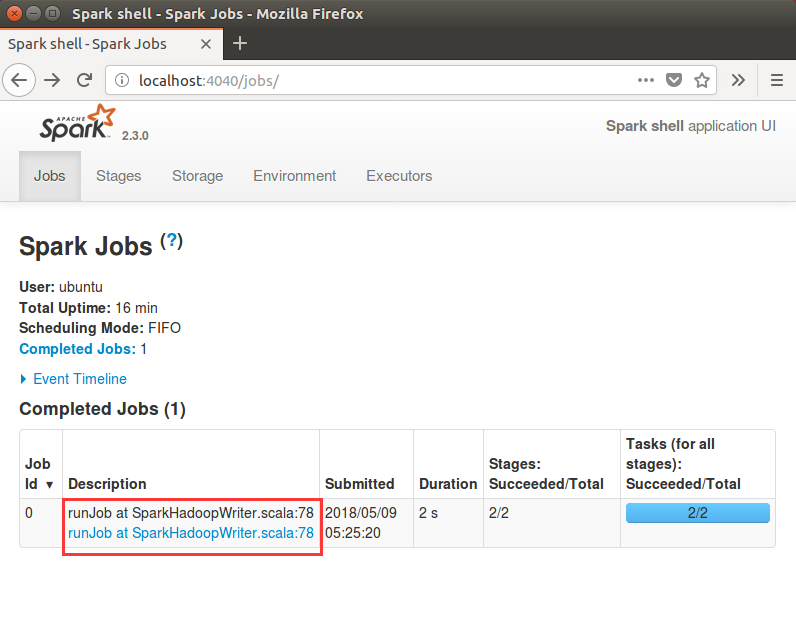 Spark shell - Spark Jobs - Mozilla Firefox
Spark shell - Spark Jobs
localhost:4040/jobs/
APACHE
Spark 2.3.0
Spark shell application UI
Jobs Stages Storage Environment Executors
Spark Jobs (?)
User: ubuntu
Total Uptime: 16 min
Scheduling Mode: FIFO
Completed Jobs: 1
Event Timeline
Completed Jobs (1)
Job Id ▾ Description Submitted Duration Stages: Succeeded/Total Tasks (for all stages): Succeeded/Total
0 runJob at SparkHadoopWriter.scala:78 2018/05/09 2 s 2/2 2/2
runJob at SparkHadoopWriter.scala:78 05:25:20